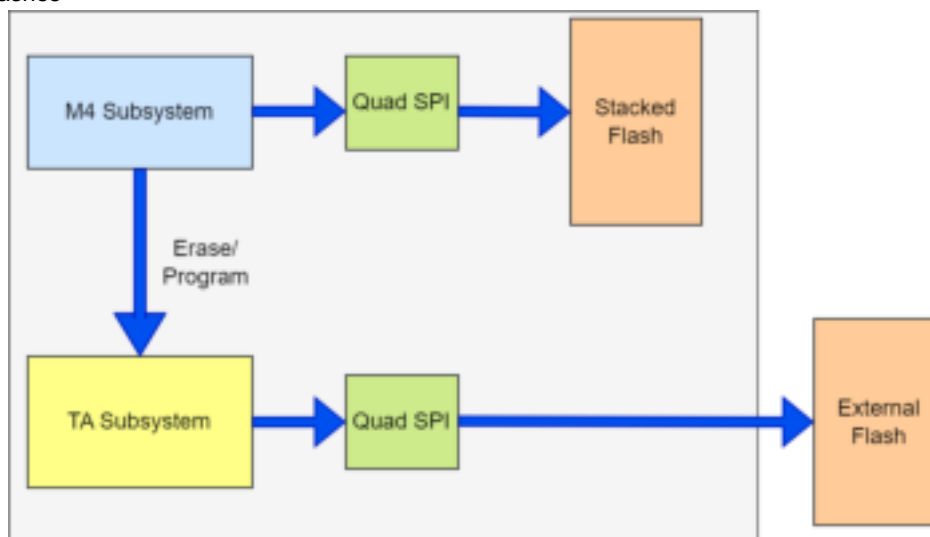 M4 Subsystem
Quad SPI
Stacked
Flash
Erase/
Program
TA Subsystem
Quad SPI
External
Flash